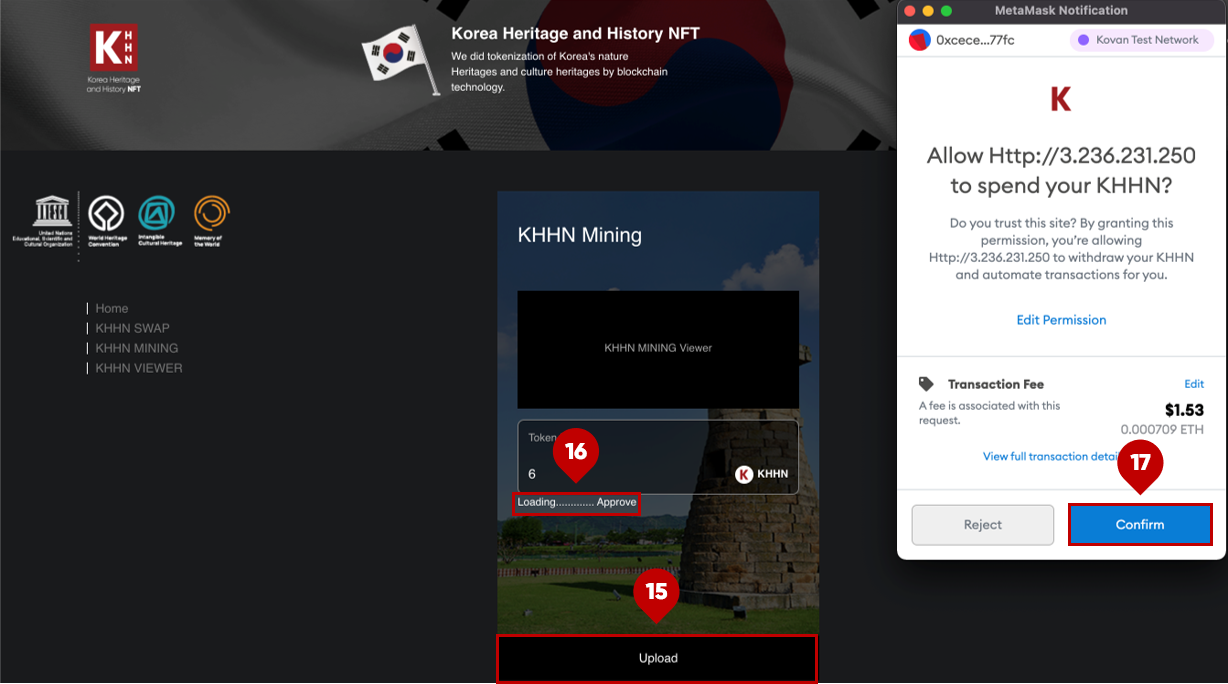 K H
H
N
Korea Heritage
and History NFT
Korea Heritage and History NFT
We did tokenization of Korea's nature
Heritages and culture heritages by blockchain
technology.
United Nations
Educational, Scientific and
Cultural Organization
World Heritage
Convention
Intangible
Cultural Heritage
Memory of
the World
Home
KHHN SWAP
KHHN MINING
KHHN VIEWER
KHHN Mining
KHHN MINING Viewer
Token
16
6
K KHHN
Loading............. Approve
15
Upload
MetaMask Notification
0xcece...77fc
Kovan Test Network
K
Allow Http://3.236.231.250
to spend your KHHN?
Do you trust this site? By granting this
permission, you're allowing
Http://3.236.231.250 to withdraw your KHHN
and automate transactions for you.
Edit Permission
Transaction Fee
Edit
A fee is associated with this
request.
$1.53
0.000709 ETH
View full transaction detai
17
Reject
Confirm